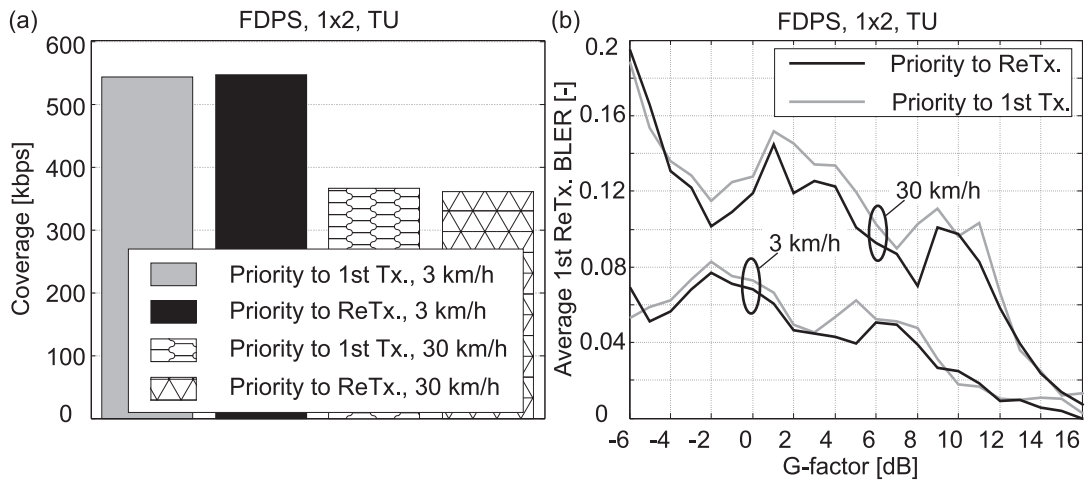 (a)
FDPS, 1x2, TU
600
500
400
300
200
100
0
Coverage [kbps]
Priority to 1st Tx., 3 km/h
Priority to ReTx., 3 km/h
Priority to 1st Tx., 30 km/h
Priority to ReTx., 30 km/h
(b)
FDPS, 1x2, TU
0.2
0.16
0.12
0.08
0.04
0
Average 1st ReTx. BLER [-]
Priority to ReTx.
Priority to 1st Tx.
30 km/h
3 km/h
-6 -4 -2 0 2 4 6 8 10 12 14 16
G-factor [dB]